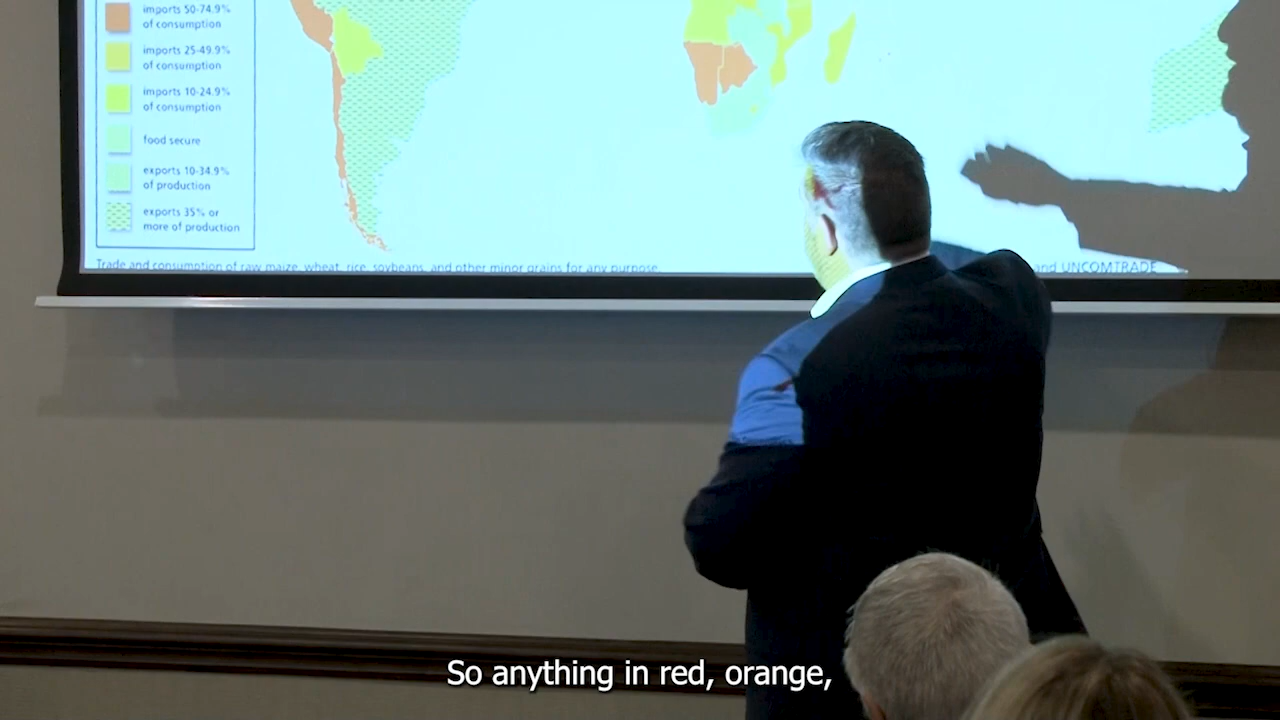 imports 50-74.9%
of consumption
imports 25-49.9%
of consumption
imports 10-24.9%
of consumption
food secure
exports 10-34.9%
of production
exports 35% or
more of production
Trade and consumption of raw maize, wheat, rice, soybeans, and other minor grains for any purpose.
and UNCOMTRADE
So anything in red, orange,